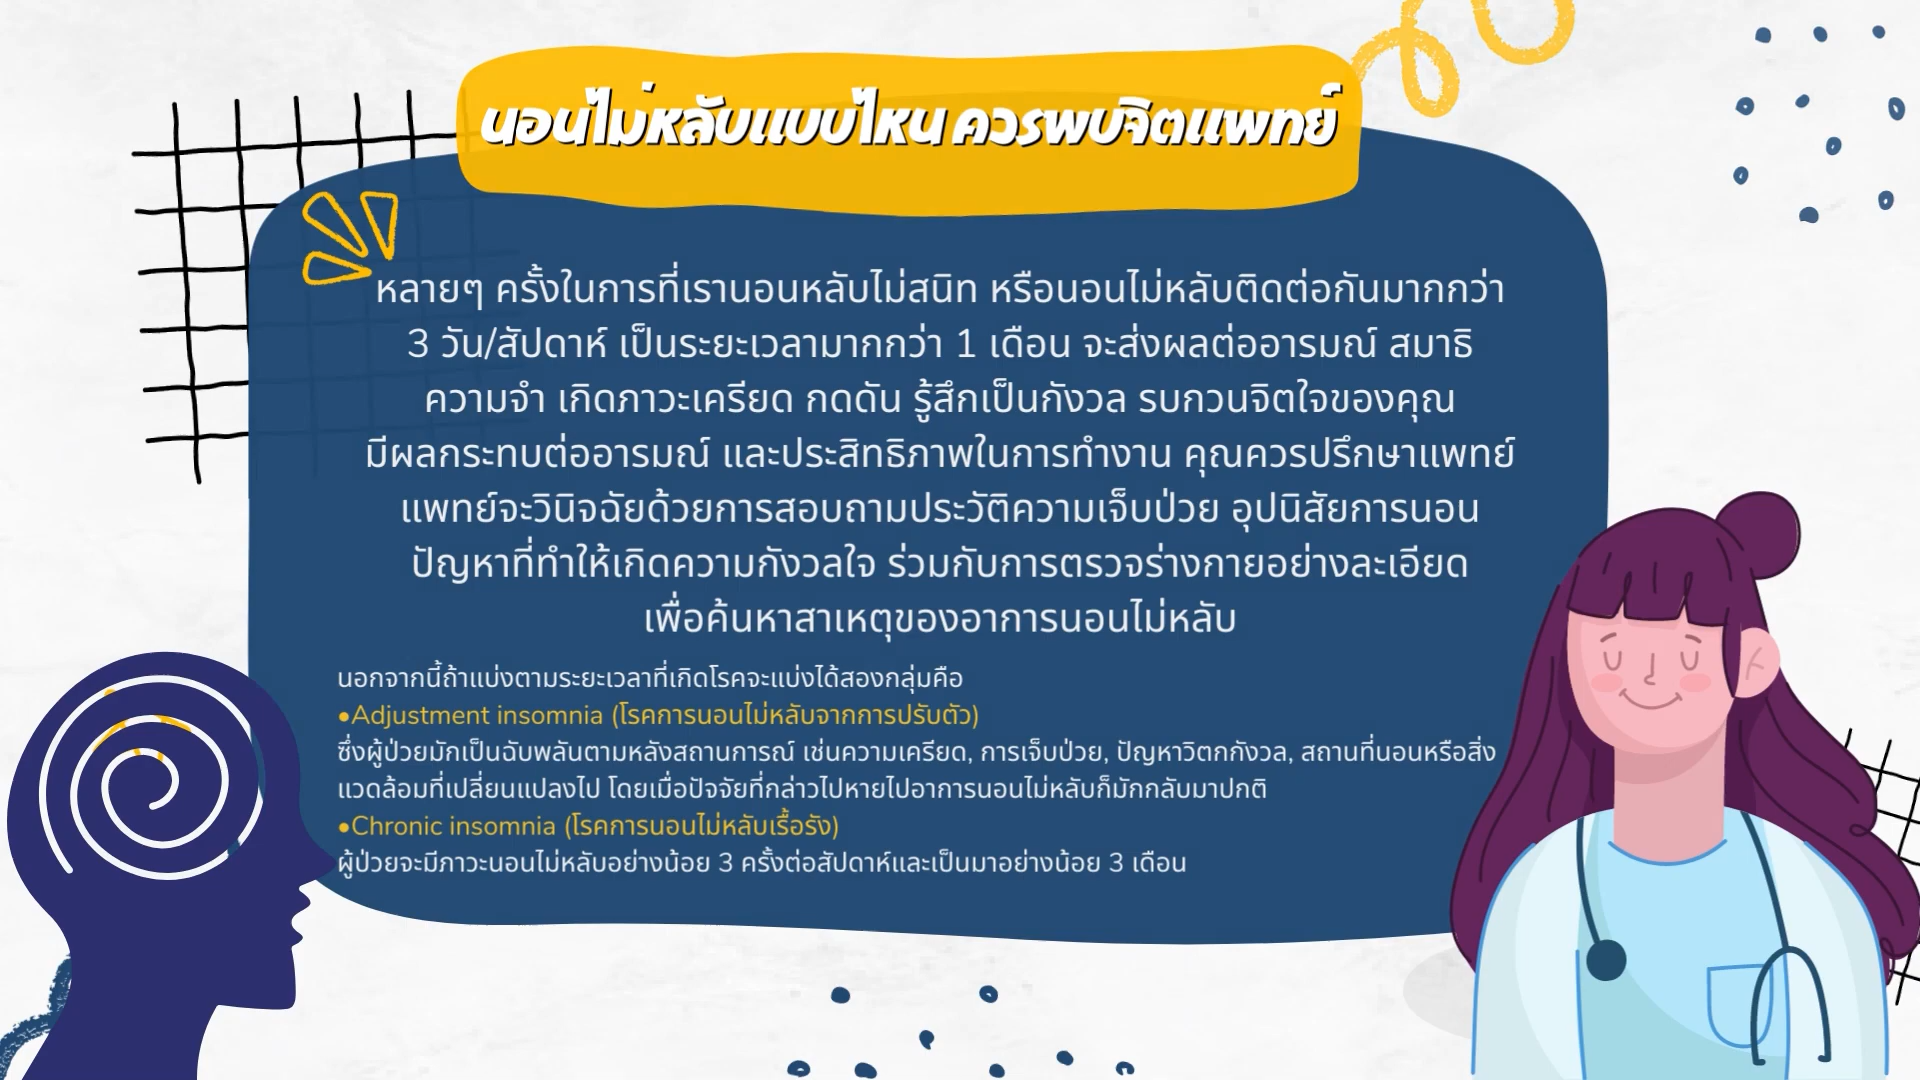 นอนไม่หลับแบบไหน ควรพบจิตแพทย์
หลายๆ ครั้งในการที่เรานอนหลับไม่สนิท หรือนอนไม่หลับติดต่อกันมากกว่า
3 วัน/สัปดาห์ เป็นระยะเวลามากกว่า 1 เดือน จะส่งผลต่ออารมณ์ สมาธิ
ความจำ เกิดภาวะเครียด กดดัน รู้สึกเป็นกังวล รบกวนจิตใจของคุณ
มีผลกระทบต่ออารมณ์ และประสิทธิภาพในการทำงาน คุณควรปรึกษาแพทย์
แพทย์จะวินิจฉัยด้วยการสอบถามประวัติความเจ็บป่วย อุปนิสัยการนอน
ปัญหาที่ทำให้เกิดความกังวลใจ ร่วมกับการตรวจร่างกายอย่างละเอียด
เพื่อค้นหาสาเหตุของอาการนอนไม่หลับ
นอกจากนี้ถ้าแบ่งตามระยะเวลาที่เกิดโรคจะแบ่งได้สองกลุ่มคือ
•Adjustment insomnia (โรคการนอนไม่หลับจากการปรับตัว)
ซึ่งผู้ป่วยมักเป็นฉับพลันตามหลังสถานการณ์ เช่นความเครียด, การเจ็บป่วย, ปัญหาวิตกกังวล, สถานที่นอนหรือสิ่ง
แวดล้อมที่เปลี่ยนแปลงไป โดยเมื่อปัจจัยที่กล่าวไปหายไปอาการนอนไม่หลับก็มักกลับมาปกติ
•Chronic insomnia (โรคการนอนไม่หลับเรื้อรัง)
ผู้ป่วยจะมีภาวะนอนไม่หลับอย่างน้อย 3 ครั้งต่อสัปดาห์และเป็นมาอย่างน้อย 3 เดือน